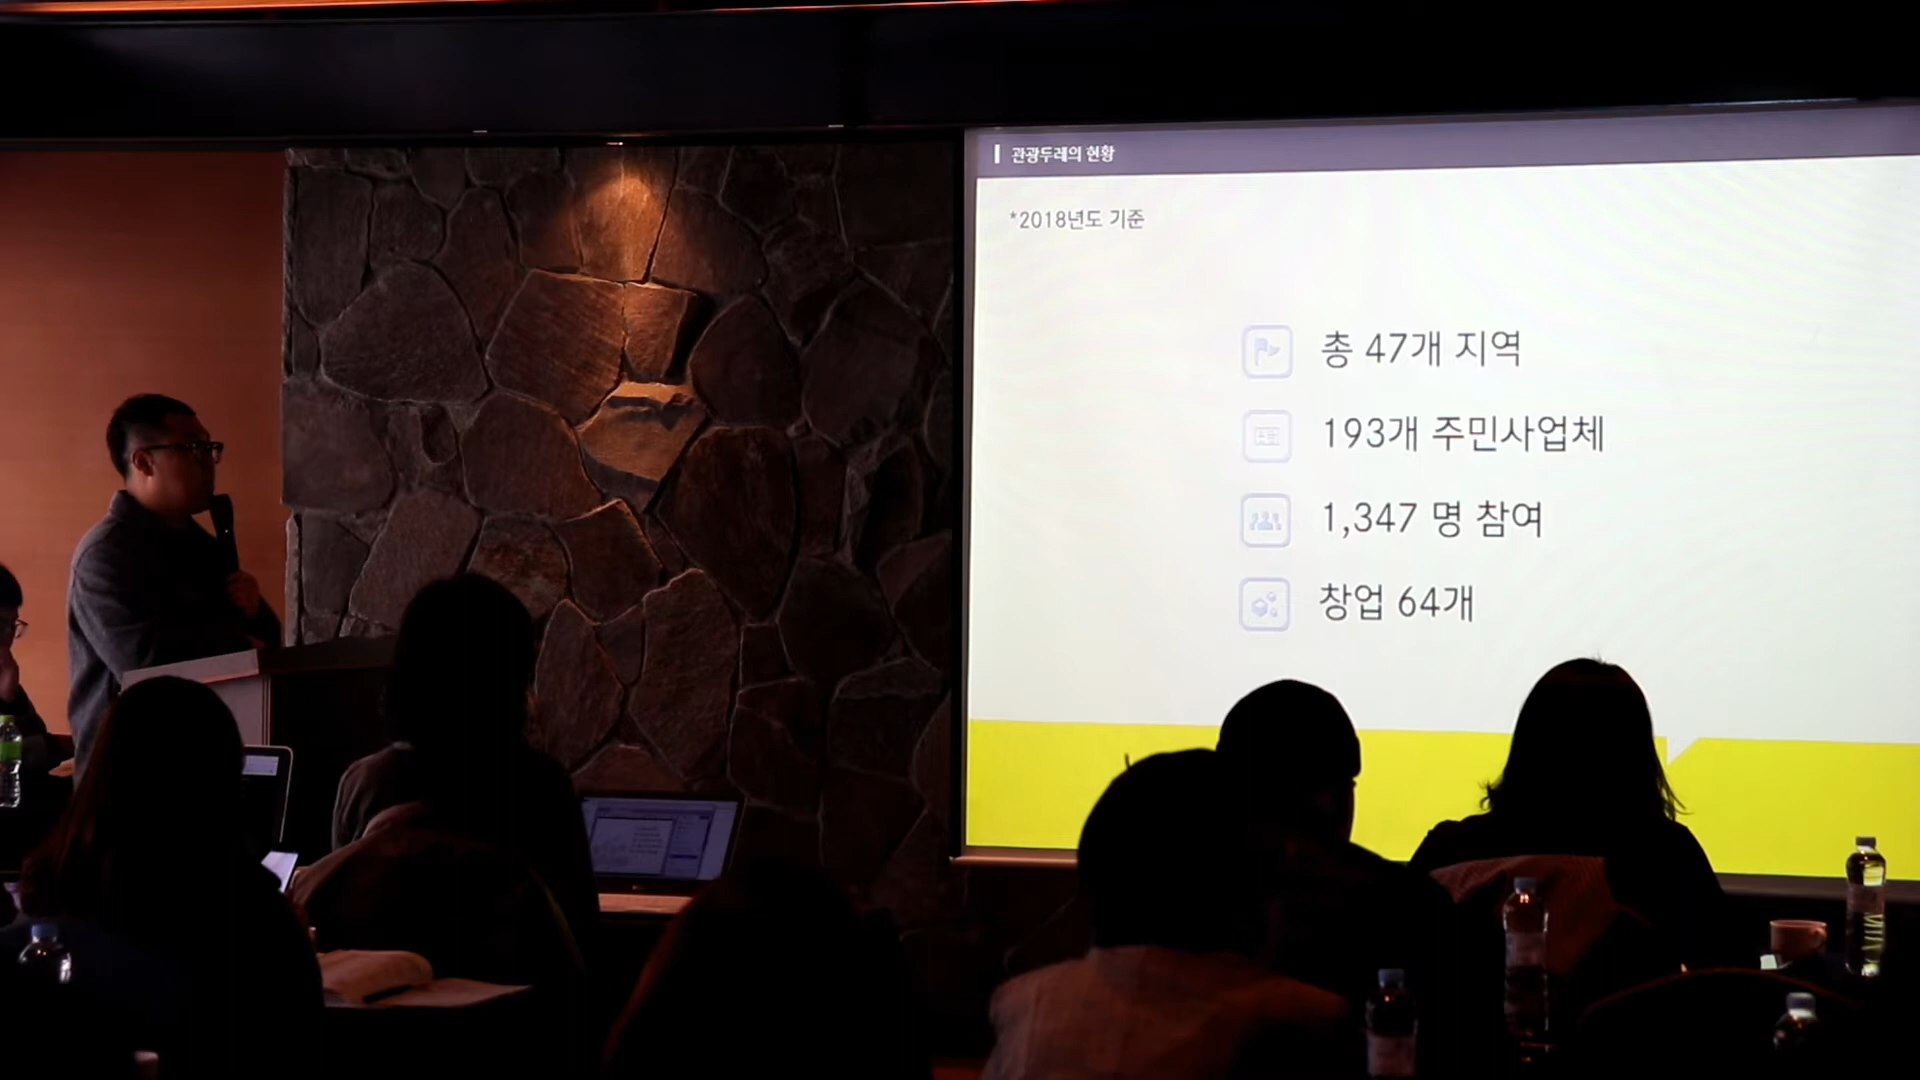 관광두레의 현황
*2018년도 기준
총 47개 지역
193개 주민사업체
1,347 명 참여
창업 64개